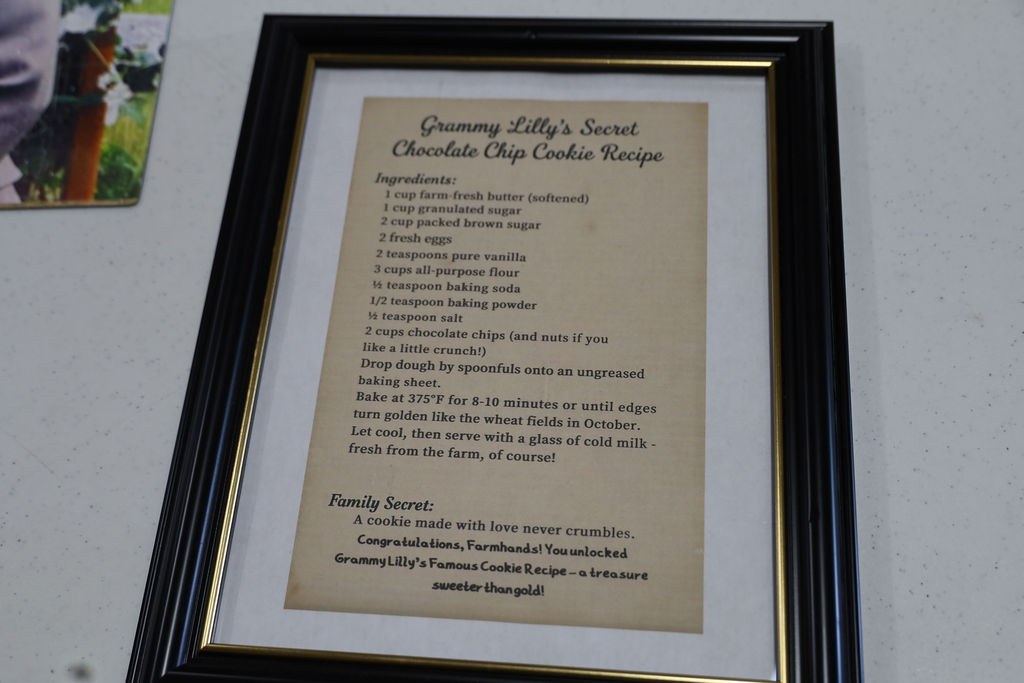 Grammy Lilly's Secret
Chocolate Chip Cookie Recipe
Ingredients:
1 cup farm-fresh butter (softened)
1 cup granulated sugar
2 cup packed brown sugar
2 fresh eggs
2 teaspoons pure vanilla
3 cups all-purpose flour
½ teaspoon baking soda
1/2 teaspoon baking powder
½ teaspoon salt
2 cups chocolate chips (and nuts if you
like a little crunch!)
Drop dough by spoonfuls onto an ungreased
baking sheet.
Bake at 375°F for 8-10 minutes or until edges
turn golden like the wheat fields in October.
Let cool, then serve with a glass of cold milk -
fresh from the farm, of course!
Family Secret:
A cookie made with love never crumbles.
Congratulations, Farmhands! You unlocked
Grammy Lilly's Famous Cookie Recipe – a treasure
sweeter than gold!